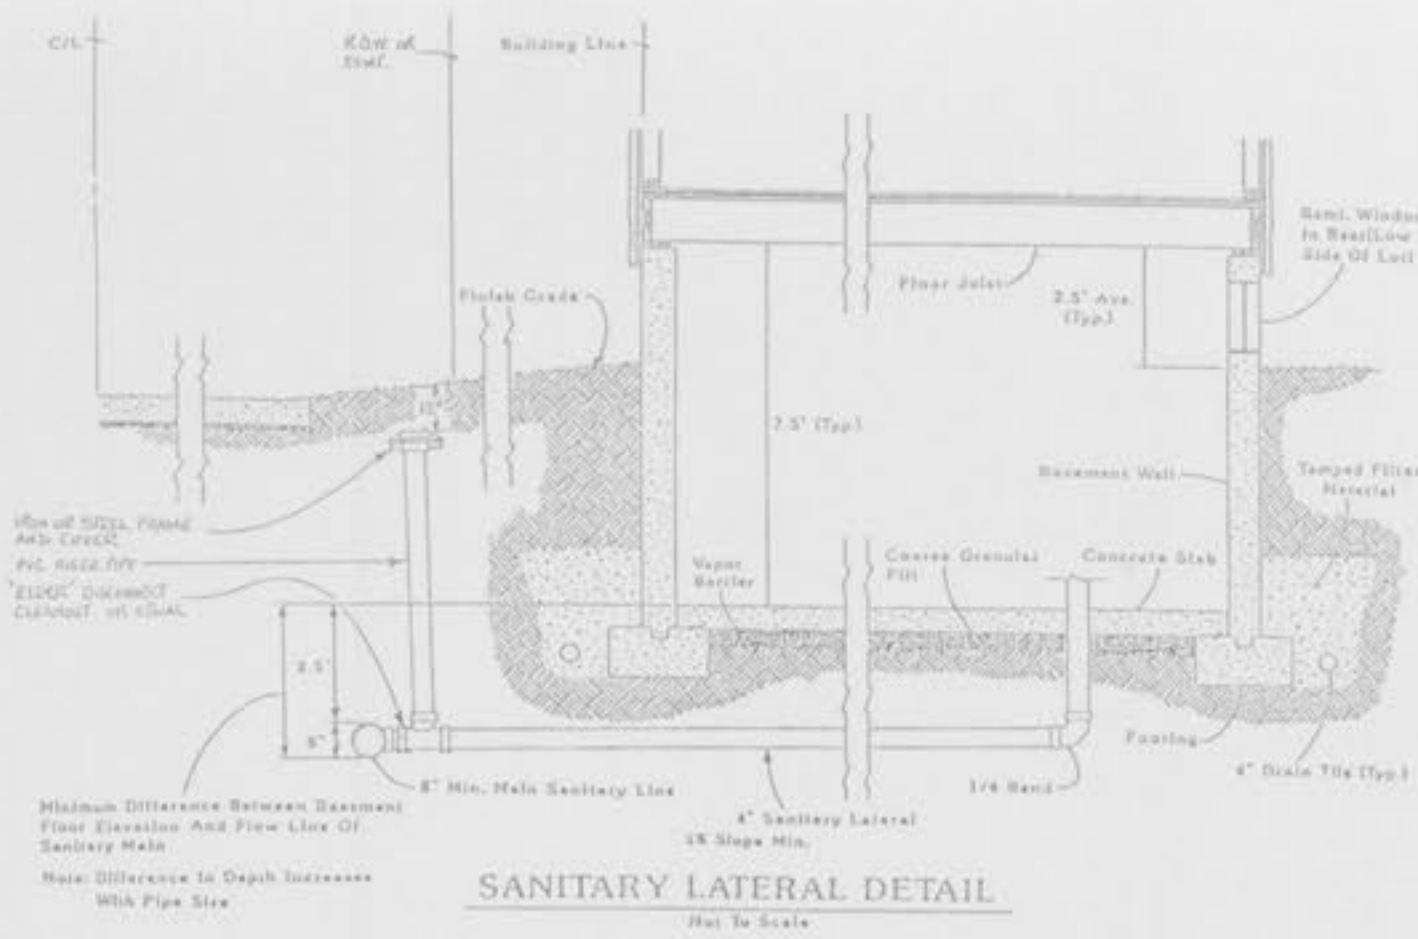 C/L
Building Line
Bsmt. Window
In Rear(Low
Side Of Lot)
Floor Joist
2.5' Ave.
(Typ.)
Finish Grade
7.5' (Typ.)
Basement Wall
Tamped Filter
Material
IRON OR STEEL FRAME
AND COVER
PVC RISER PIPE
CLEANOUT OR EQUAL
Vapor
Barrier
Coarse Granular
Fill
Concrete Slab
2.5'
8"
Footing
4" Drain Tile (Typ.)
8" Min. Main Sanitary Line
1/4 Bend
4" Sanitary Lateral
Slope Min.
Minimum Difference Between Basement
Floor Elevation And Flow Line Of
Sanitary Main
Note: Difference In Depth Increases
With Pipe Size
SANITARY LATERAL DETAIL
Not To Scale